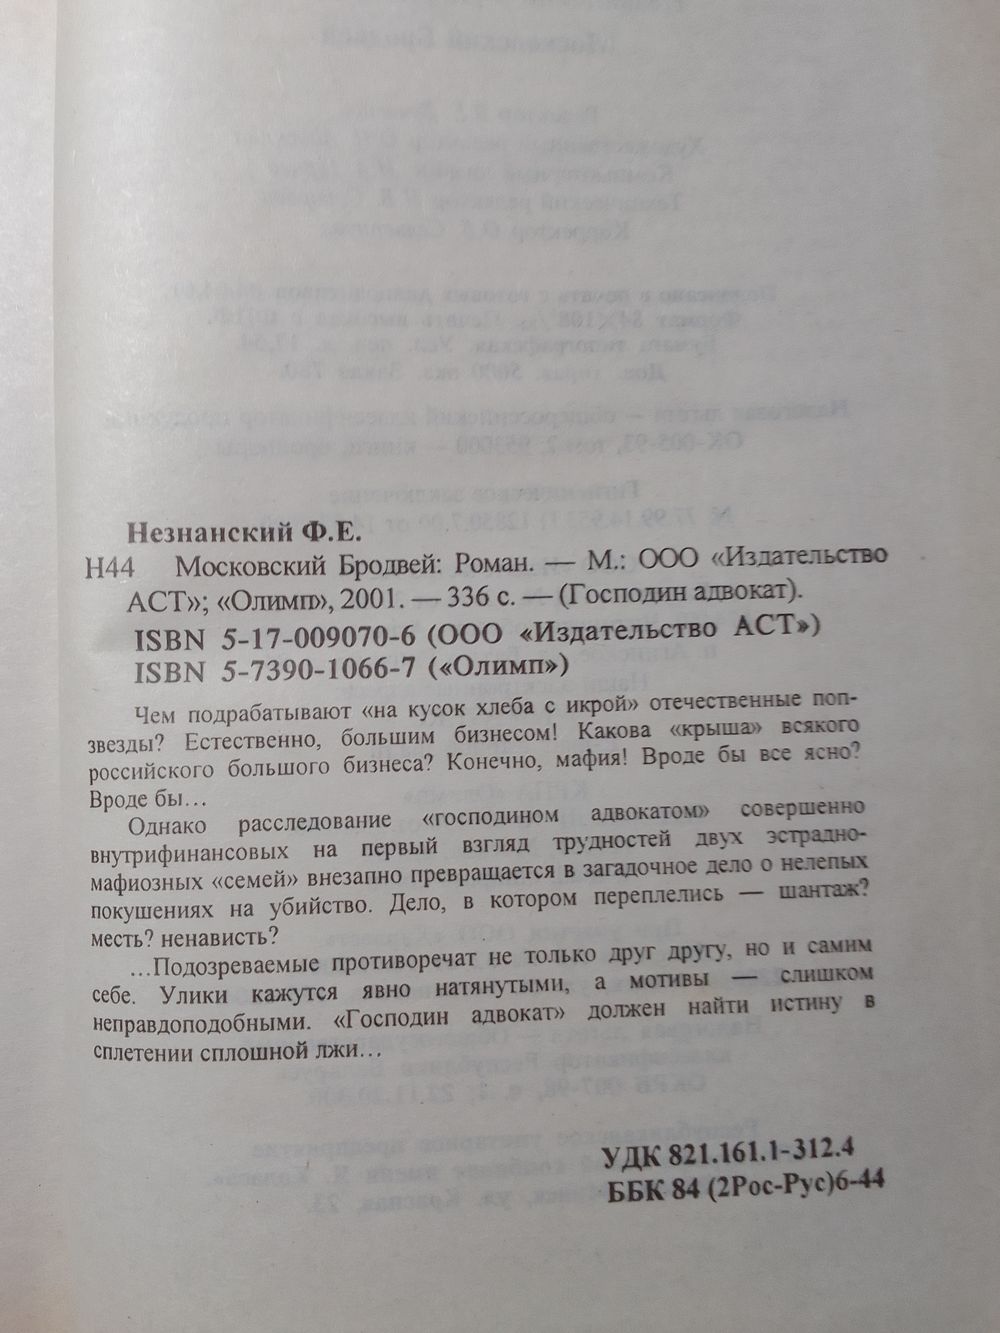 Незнанский Ф.Е.
Н44 Московский Бродвей: Роман. — М.: ООО «Издательство
АСТ»; «Олимп», 2001. — 336 с. — (Господин адвокат).
ISBN 5-17-009070-6 (ООО «Издательство АСТ»)
ISBN 5-7390-1066-7 («Олимп»)
Чем подрабатывают «на кусок хлеба с икрой» отечественные поп-
звезды? Естественно, большим бизнесом! Какова «крыша» всякого
российского большого бизнеса? Конечно, мафия! Вроде бы все ясно?
Вроде бы...
Однако расследование «господином адвокатом» совершенно
внутрифинансовых на первый взгляд трудностей двух эстрадно-
мафиозных «семей» внезапно превращается в загадочное дело о нелепых
покушениях на убийство. Дело, в котором переплелись — шантаж?
месть? ненависть?
...Подозреваемые противоречат не только друг другу, но и самим
себе. Улики кажутся явно натянутыми, а мотивы — слишком
неправдоподобными. «Господин адвокат» должен найти истину в
сплетении сплошной лжи...
УДК 821.161.1-312.4
ББК 84 (2Рос-Рус)6-44